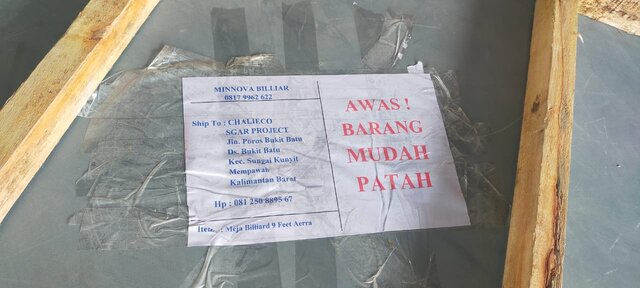 MINNOVA BILLIAR
0817 9962 622
Ship To : CHALIECO
SGAR PROJECT
Jln. Poros Bukit Batu
Ds. Bukit Batu
Kec. Sungai Kunyit
Mempawah
Kalimantan Barat
Hp : 081 250 8895 67
Item : Meja Billiard 9 Feet Aerra
AWAS !
BARANG
MUDAH
PATAH